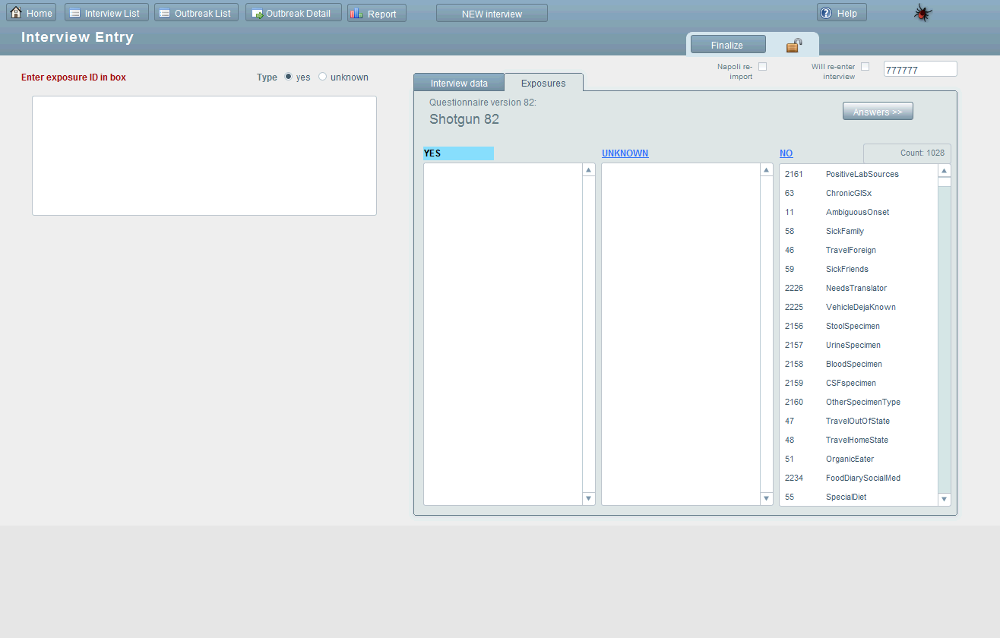 Home
Interview List
Outbreak List
Outbreak Detail
Report
NEW interview
Help
Interview Entry
Finalize
Enter exposure ID in box
Type yes unknown
Napoli re-
import
Will re-enter
interview
777777
Interview data
Exposures
Questionnaire version 82:
Shotgun 82
Answers >>
YES
UNKNOWN
NO
Count: 1028
2161 PositiveLabSources
63 ChronicGISx
11 AmbiguousOnset
58 SickFamily
46 TravelForeign
59 SickFriends
2226 NeedsTranslator
2225 VehicleDejaKnown
2156 StoolSpecimen
2157 UrineSpecimen
2158 BloodSpecimen
2159 CSFspecimen
2160 OtherSpecimenType
47 TravelOutOfState
48 TravelHomeState
51 OrganicEater
2234 FoodDiarySocialMed
55 SpecialDiet